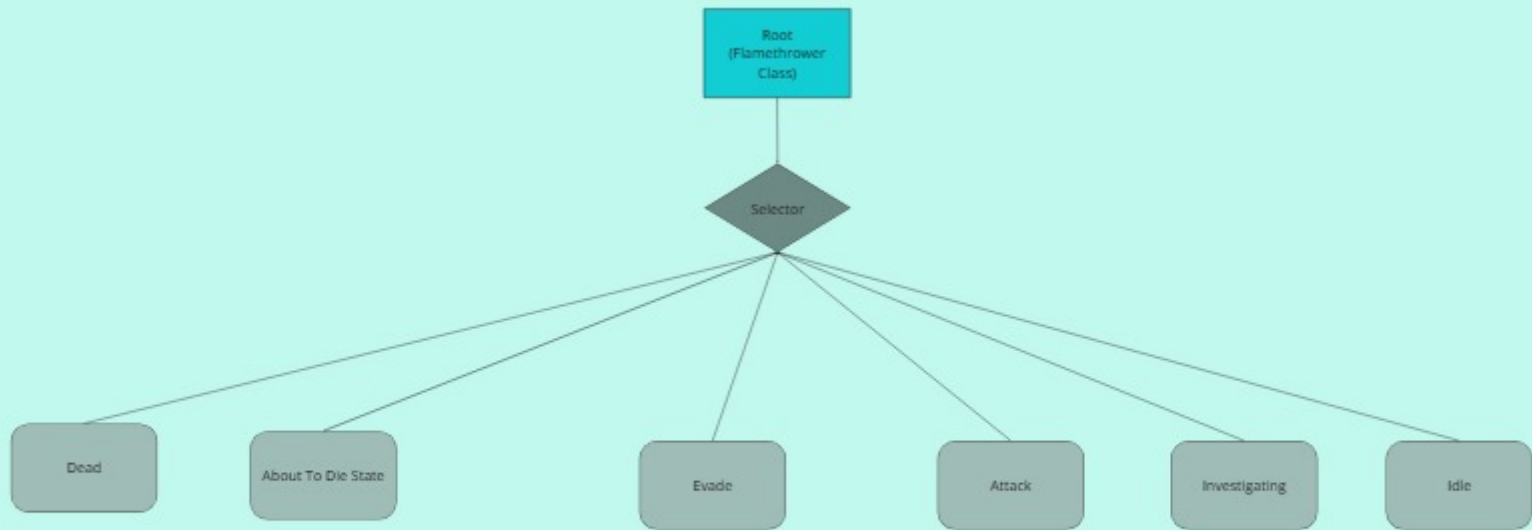 Root
(Flamethrower
Class)
Selector
Dead
About To Die State
Evade
Attack
Investigating
Idle